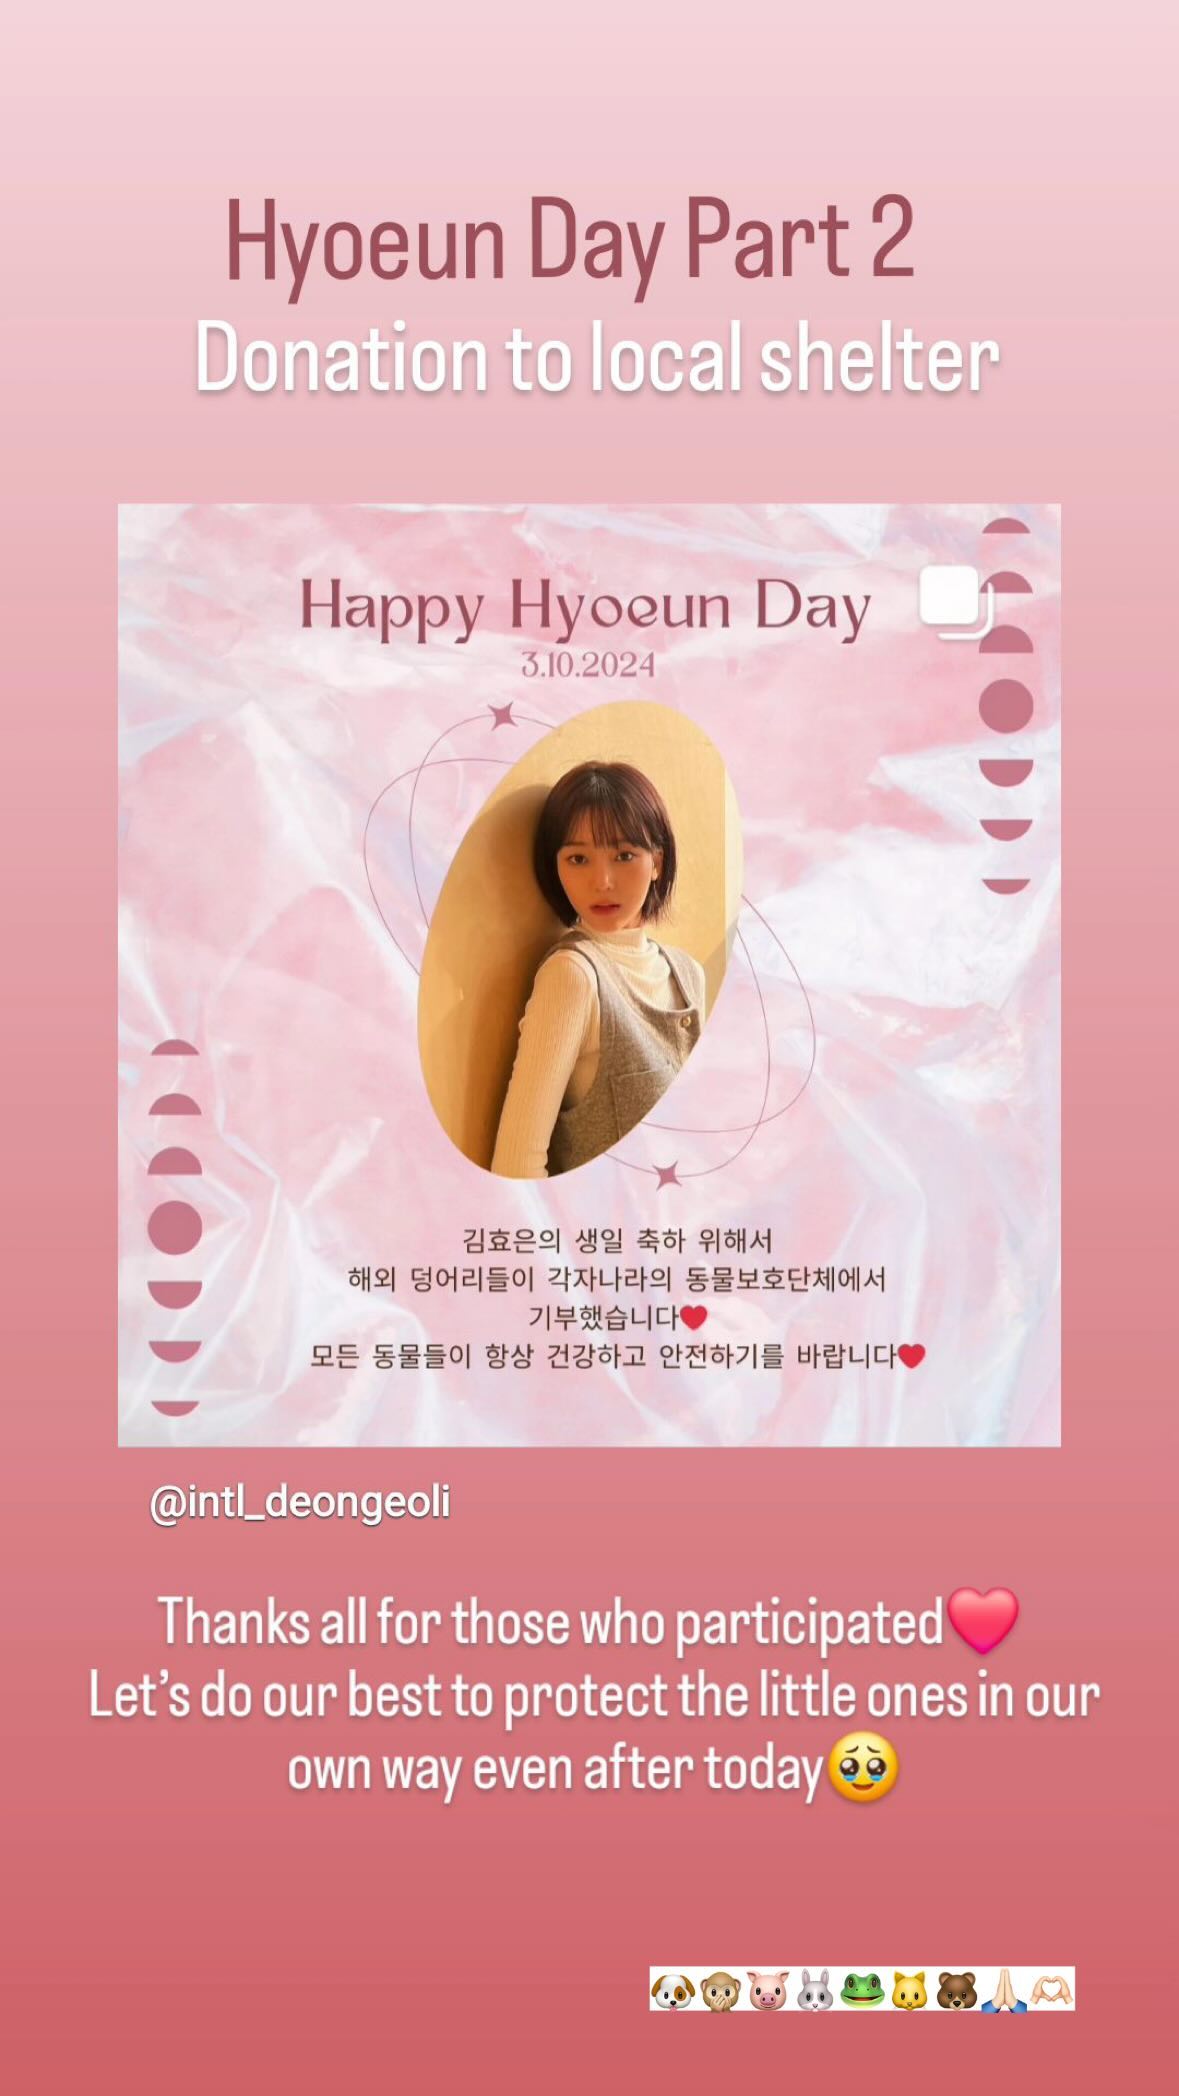 Hyoeun Day Part 2
Donation to local shelter
Happy Hyoeun Day
3.10.2024
김효은의 생일 축하 위해서
해외 덩어리들이 각자나라의 동물보호단체에서
기부했습니다❤️
모든 동물들이 항상 건강하고 안전하기를 바랍니다❤️
@intl_deongeoli
Thanks all for those who participated❤️
Let's do our best to protect the little ones in our
own way even after today🥹
🐶🙊🐷🐰🐸🐱🐻🙏🏻🫶🏻